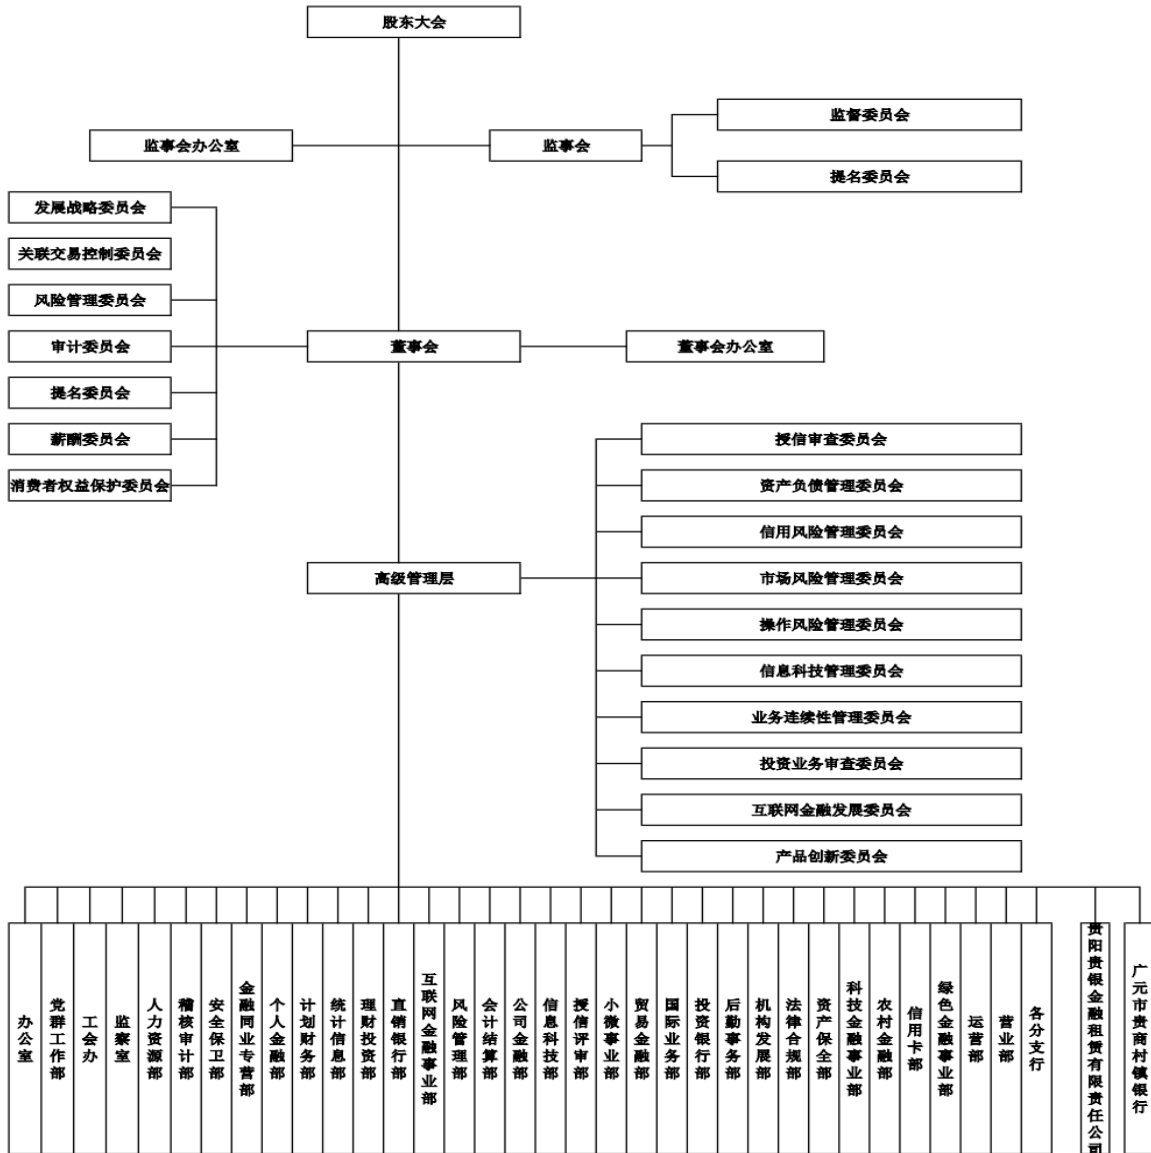 股东大会
监督委员会
监事会办公室
监事会
提名委员会
发展战略委员会
关联交易控制委员会
风险管理委员会
审计委员会
董事会
董事会办公室
提名委员会
薪酬委员会
授信审查委员会
消费者权益保护委员会
资产负债管理委员会
信用风险管理委员会
高级管理层
市场风险管理委员会
操作风险管理委员会
信息科技管理委员会
业务连续性管理委员会
投资业务审查委员会
互联网金融发展委员会
产品创新委员会
办公室
党群工作部
工会办
监察室
人力资源部
稽核审计部
安全保卫部
金融同业专营部
个人金融部
计划财务部
统计信息部
理财投资部
直销银行部
互联网金融事业部
风险管理部
会计结算部
公司金融部
信息科技部
授信评审部
小微事业部
贸易金融部
国际业务部
投资银行部
后勤事务部
机构发展部
法律合规部
资产保全部
科技金融事业部
农村金融部
信用卡部
绿色金融事业部
运营部
营业部
各分支行
贵阳贵银金融租赁有限责任公司
广元市贵商村镇银行